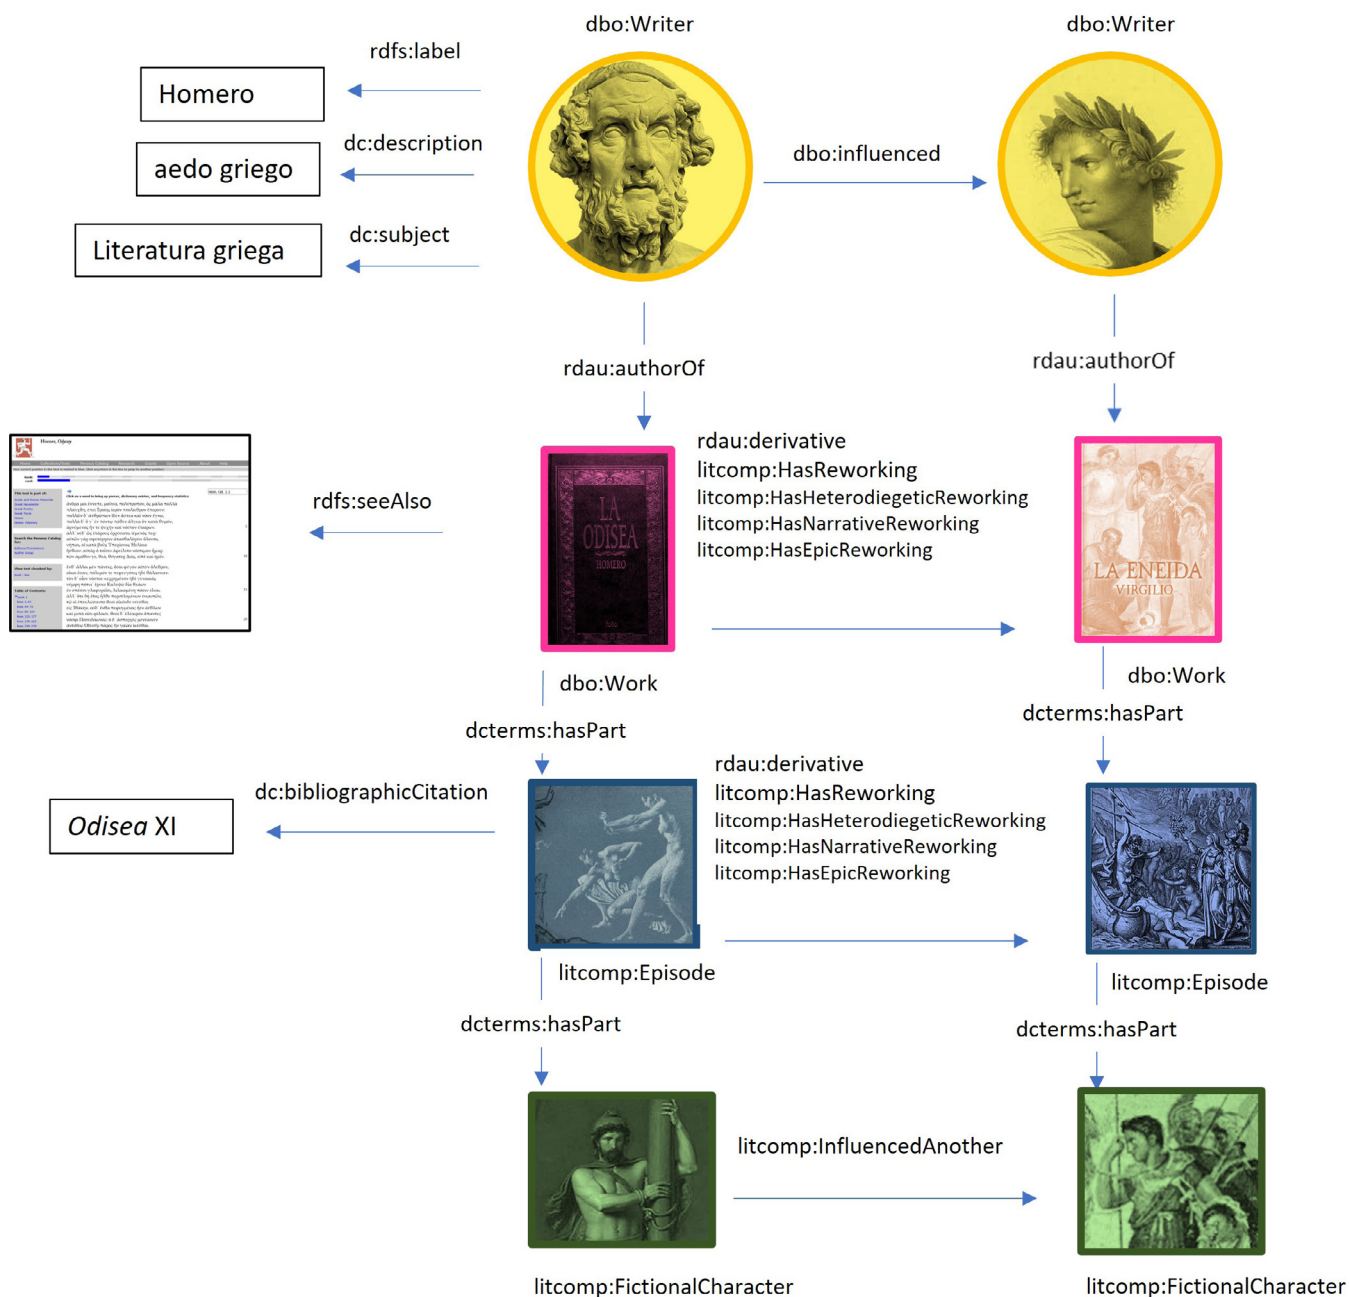 dbo:Writer
dbo:Writer
rdfs:label
Homero
dc:description
aedo griego
dbo:influenced
dc:subject
Literatura griega
rdau:authorOf
rdau:authorOf
rdau:derivative
litcomp:HasReworking
litcomp:HasHeterodiegeticReworking
litcomp:HasNarrativeReworking
litcomp:HasEpicReworking
rdfs:seeAlso
Homer, Odyssey
LA
ODISEA
HOMERO
LA ENEIDA
VIRGILIO
dbo:Work
dbo:Work
dcterms:hasPart
dcterms:hasPart
rdau:derivative
litcomp:HasReworking
litcomp:HasHeterodiegeticReworking
litcomp:HasNarrativeReworking
litcomp:HasEpicReworking
dc:bibliographicCitation
Odisea XI
litcomp:Episode
litcomp:Episode
dcterms:hasPart
dcterms:hasPart
litcomp:InfluencedAnother
litcomp:FictionalCharacter
litcomp:FictionalCharacter